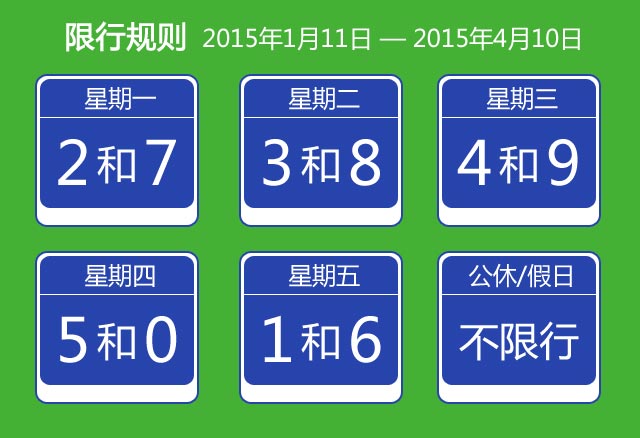 限行规则 2015年1月11日 — 2015年4月10日
星期一
2和7
星期二
3和8
星期三
4和9
星期四
5和0
星期五
1和6
公休/假日
不限行